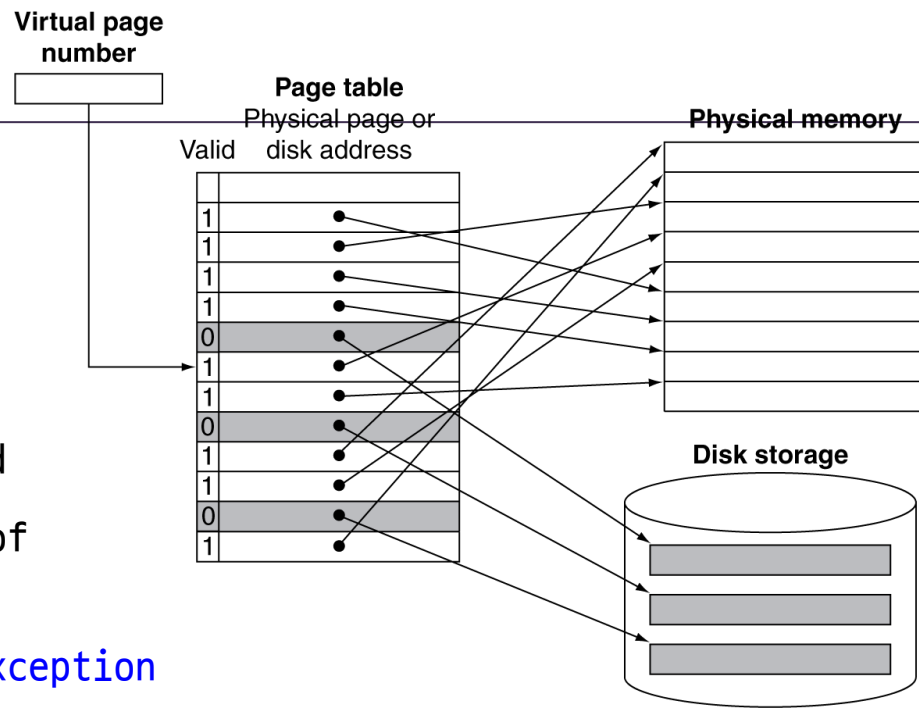 Virtual page
number
Page table
Physical page or
Valid disk address
Physical memory
1
1
1
1
0
1
1
0
1
1
0
1
Disk storage
of
xception